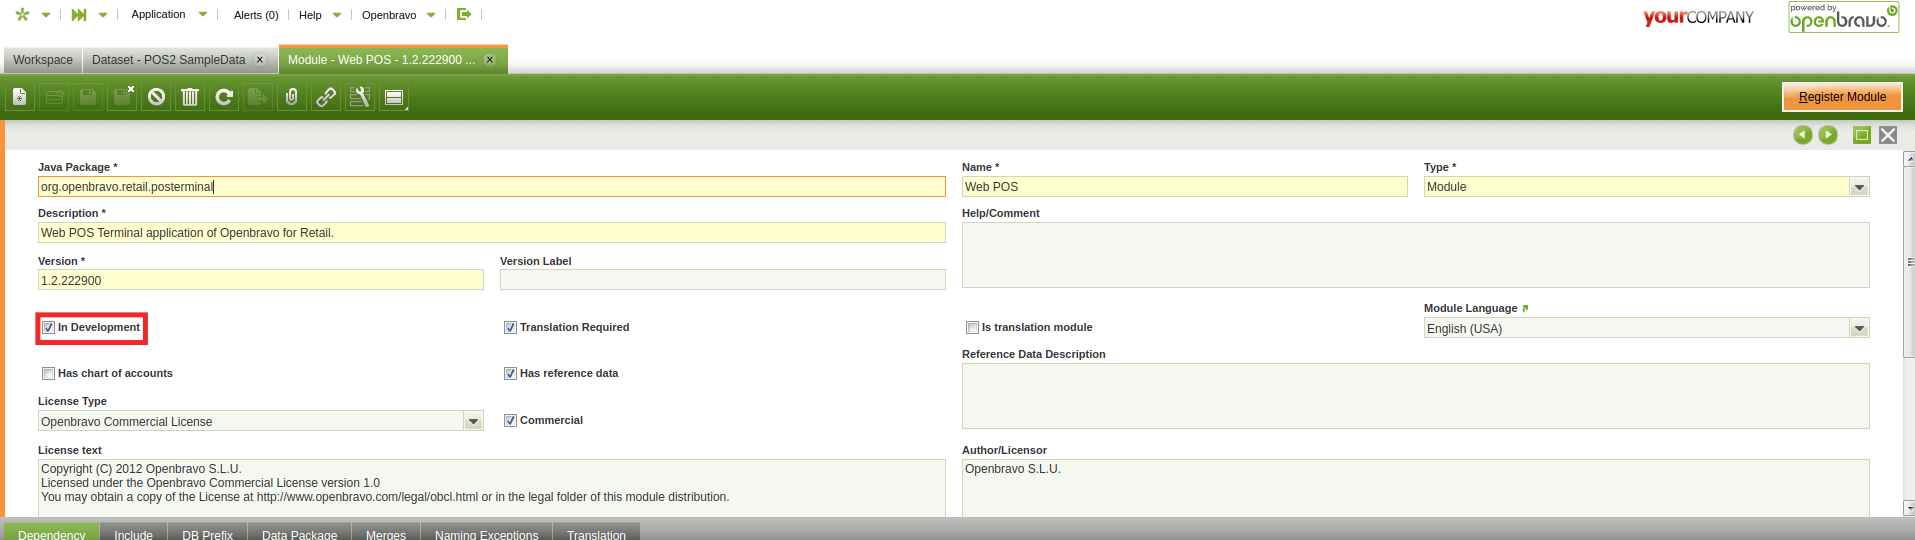 Application Alerts (0) Help Openbravo
yourCOMPANY
powered by
openbravo
Workspace Dataset - POS2 SampleData x Module - Web POS - 1.2.222900 ... x
Register Module
Java Package * Name * Type *
org.openbravo.retail.posterminal Web POS Module
Description * Help/Comment
Web POS Terminal application of Openbravo for Retail.
Version * Version Label
1.2.222900
Module Language
In Development Translation Required Is translation module
English (USA)
Reference Data Description
Has chart of accounts Has reference data
License Type
Openbravo Commercial License Commercial
License text Author/Licensor
Copyright (C) 2012 Openbravo S.L.U. Openbravo S.L.U.
Licensed under the Openbravo Commercial License version 1.0
You may obtain a copy of the License at http://www.openbravo.com/legal/obcl.html or in the legal folder of this module distribution.
Dependency Include DB Prefix Data Package Merges Naming Exceptions Translation